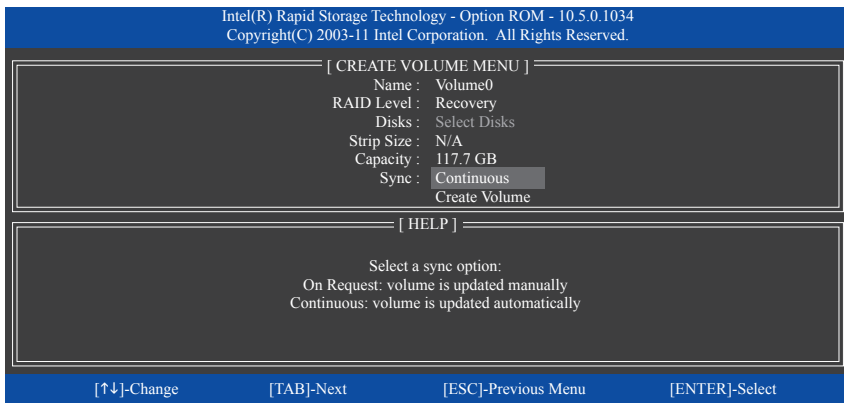 Intel(R) Rapid Storage Technology - Option ROM - 10.5.0.1034
Copyright(C) 2003-11 Intel Corporation. All Rights Reserved.
[ CREATE VOLUME MENU ]
Name : Volume0
RAID Level : Recovery
Disks : Select Disks
Strip Size : N/A
Capacity : 117.7 GB
Sync : Continuous
Create Volume
[ HELP ]
Select a sync option:
On Request: volume is updated manually
Continuous: volume is updated automatically
[↑↓]-Change [TAB]-Next [ESC]-Previous Menu [ENTER]-Select